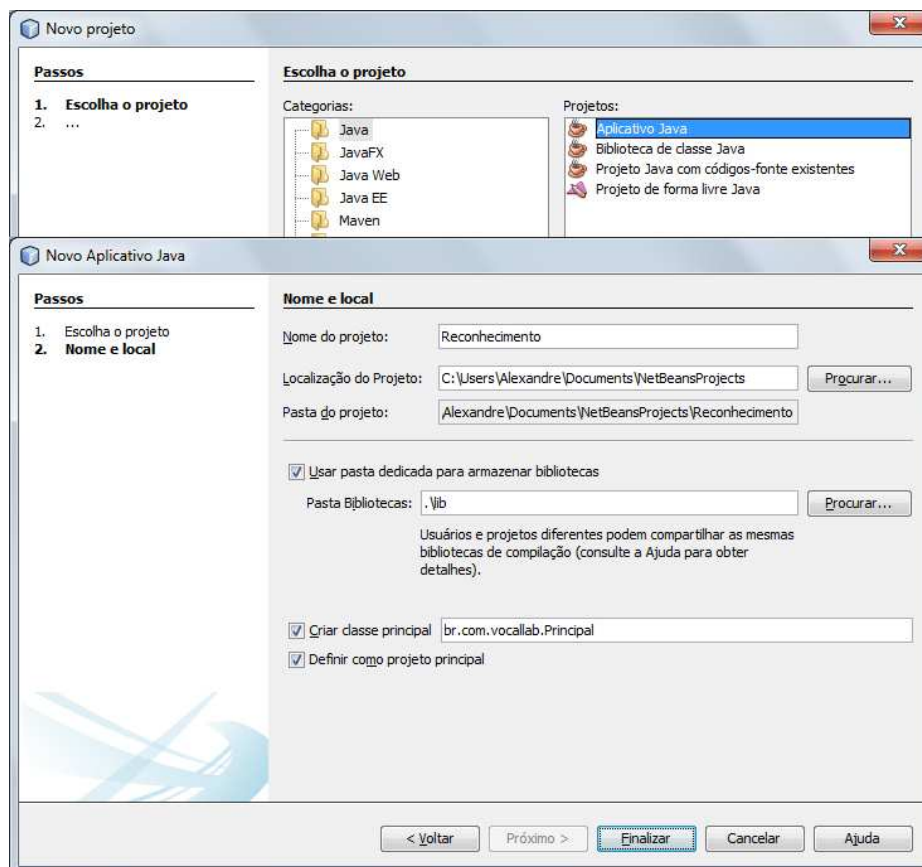 Novo projeto
Passos
1. Escolha o projeto
2. ...
Escolha o projeto
Categorias:
Java
JavaFX
Java Web
Java EE
Maven
Projetos:
Aplicativo Java
Biblioteca de classe Java
Projeto Java com códigos-fonte existentes
Projeto de forma livre Java
Novo Aplicativo Java
Passos
1. Escolha o projeto
2. Nome e local
Nome e local
Nome do projeto: Reconhecimento
Localização do Projeto: C:\Users\Alexandre\Documents\NetBeansProjects Procurar...
Pasta do projeto: Alexandre\Documents\NetBeansProjects\Reconhecimento
Usar pasta dedicada para armazenar bibliotecas
Pasta Bibliotecas: .\lib Procurar...
Usuários e projetos diferentes podem compartilhar as mesmas
bibliotecas de compilação (consulte a Ajuda para obter
detalhes).
Criar classe principal br.com.vocallab.Principal
Definir como projeto principal
< Voltar Próximo > Finalizar Cancelar Ajuda